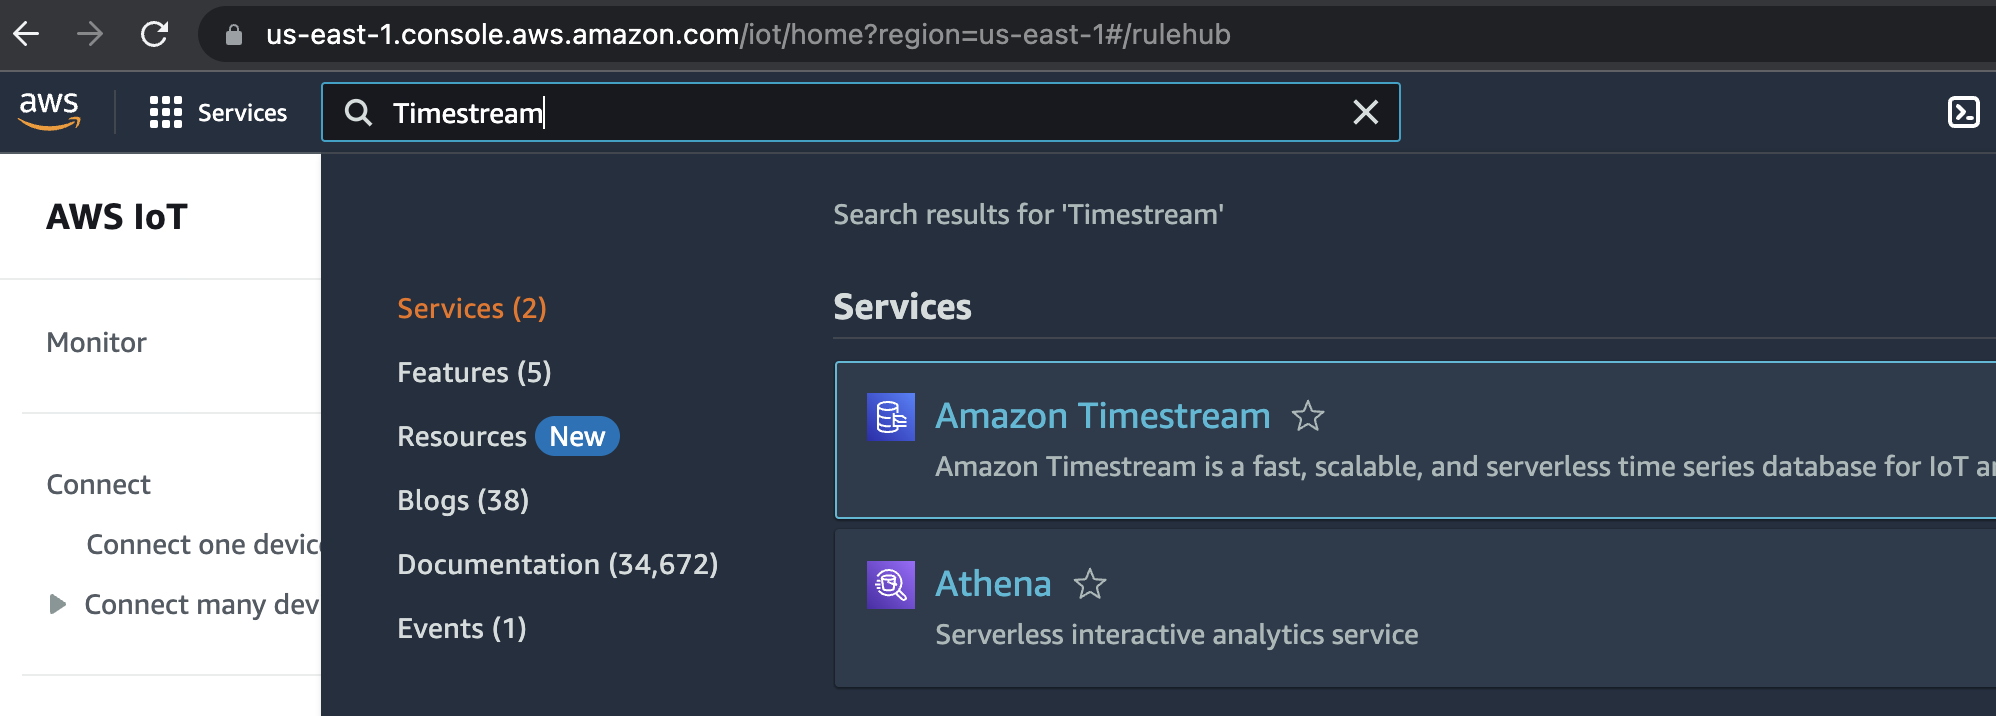 us-east-1.console.aws.amazon.com/iot/home?region=us-east-1#/rulehub
aws
Services
Timestream
AWS IoT
Monitor
Connect
Connect one devic
Connect many dev
Search results for 'Timestream'
Services (2)
Features (5)
Resources New
Blogs (38)
Documentation (34,672)
Events (1)
Services
Amazon Timestream
Amazon Timestream is a fast, scalable, and serverless time series database for IoT a
Athena
Serverless interactive analytics service